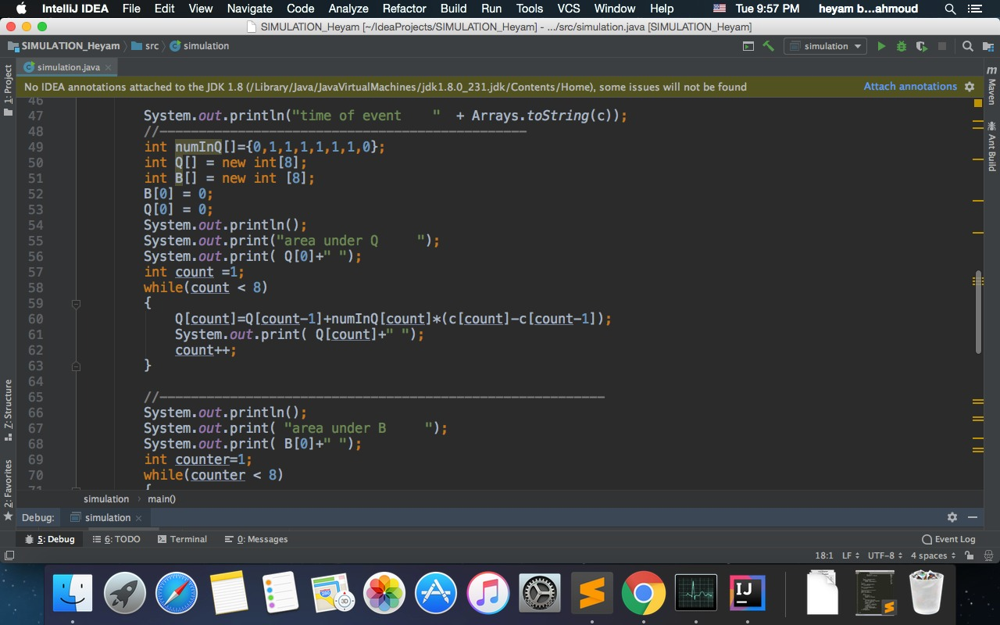 IntelliJ IDEA File Edit View Navigate Code Analyze Refactor Build Run Tools VCS Window Help Tue 9:57 PM heyam b...ahmoud
SIMULATION_Heyam [~/IdeaProjects/SIMULATION_Heyam] - .../src/simulation.java [SIMULATION_Heyam]
SIMULATION_Heyam src simulation simulation
simulation.java
No IDEA annotations attached to the JDK 1.8 (/Library/Java/JavaVirtualMachines/jdk1.8.0_231.jdk/Contents/Home), some issues will not be found Attach annotations
1: Project
Maven
Ant Build
46
47 System.out.println("time of event    "  + Arrays.toString(c));
48 //-----------------------------------------------
49 int numInQ[]={0,1,1,1,1,1,1,0};
50 int Q[] = new int[8];
51 int B[] = new int [8];
52 B[0] = 0;
53 Q[0] = 0;
54 System.out.println();
55 System.out.print("area under Q     ");
56 System.out.print( Q[0]+" ");
57 int count =1;
58 while(count < 8)
59 {
60 Q[count]=Q[count-1]+numInQ[count]*(c[count]-c[count-1]);
61 System.out.print( Q[count]+" ");
62 count++;
63 }
64
65 //---------------------------------------------------------
66 System.out.println();
67 System.out.print( "area under B     ");
68 System.out.print( B[0]+" ");
69 int counter=1;
70 while(counter < 8)
71 {
7: Structure
2: Favorites
simulation main()
Debug: simulation
5: Debug 6: TODO Terminal 0: Messages Event Log
18:1 LF UTF-8 4 spaces
3D
IJ